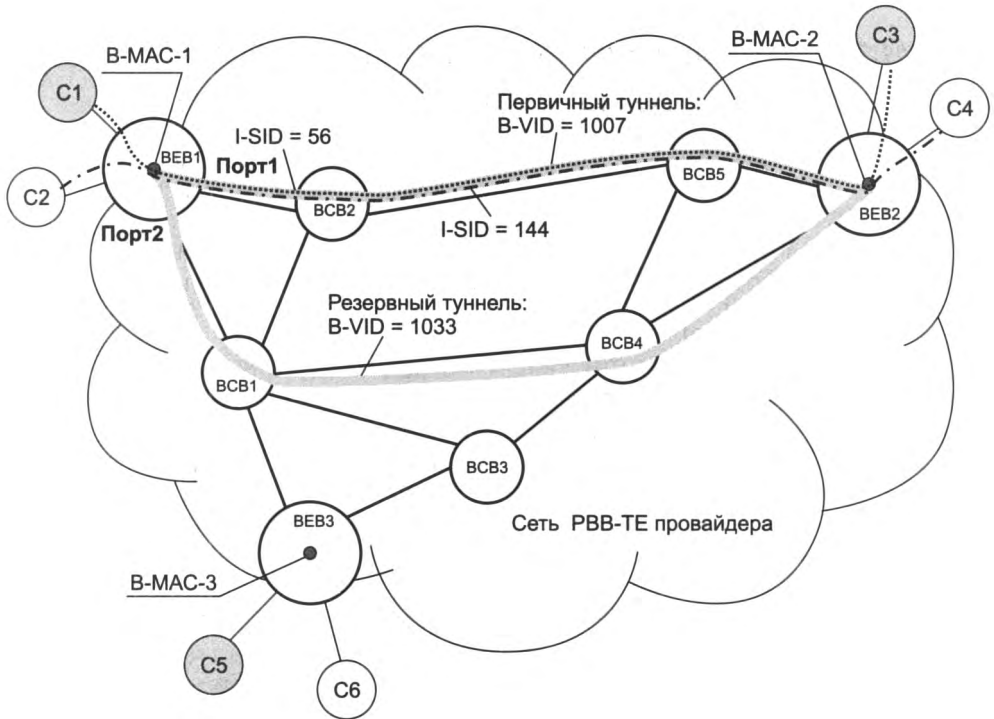 B-MAC-1
B-MAC-2
C3
C1
Первичный туннель:
B-VID = 1007
C4
I-SID = 56
BEB1
Порт1
BCB5
C2
BCB2
BEB2
I-SID = 144
Порт2
Резервный туннель:
B-VID = 1033
BCB4
BCB1
BCB3
BEB3
Сеть PBB-TE провайдера
B-MAC-3
C5
C6